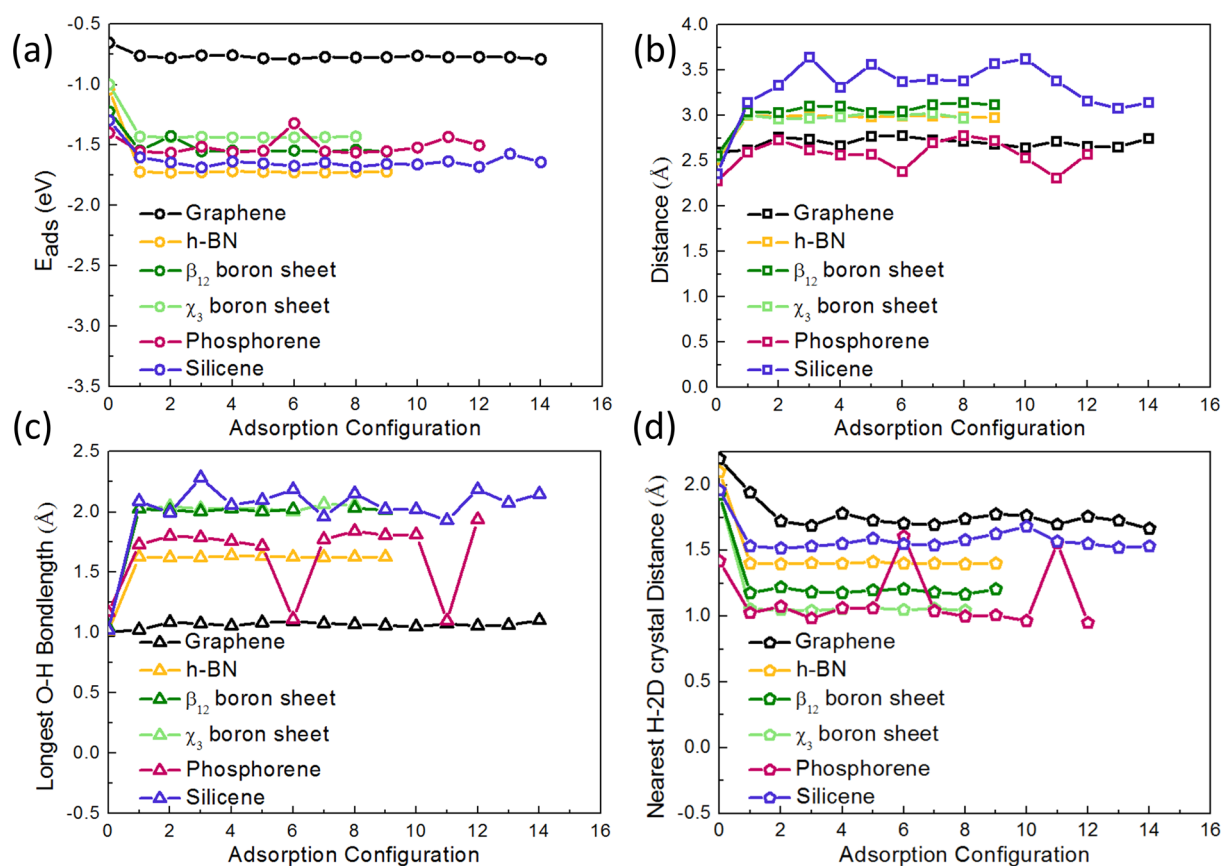 (a)
-0.5
-1.0
-1.5
-2.0
-2.5
-3.0
-3.5
0 2 4 6 8 10 12 14 16
Eads (eV)
Adsorption Configuration
Graphene
h-BN
β12 boron sheet
χ3 boron sheet
Phosphorene
Silicene
(b)
4.0
3.5
3.0
2.5
2.0
1.5
1.0
0.5
0.0
0 2 4 6 8 10 12 14 16
Distance (Å)
Adsorption Configuration
Graphene
h-BN
β12 boron sheet
χ3 boron sheet
Phosphorene
Silicene
(c)
2.5
2.0
1.5
1.0
0.5
0.0
-0.5
0 2 4 6 8 10 12 14 16
Longest O-H Bondlength (Å)
Adsorption Configuration
Graphene
h-BN
β12 boron sheet
χ3 boron sheet
Phosphorene
Silicene
(d)
2.0
1.5
1.0
0.5
0.0
-0.5
0 2 4 6 8 10 12 14 16
Nearest H-2D crystal Distance (Å)
Adsorption Configuration
Graphene
h-BN
β12 boron sheet
χ3 boron sheet
Phosphorene
Silicene